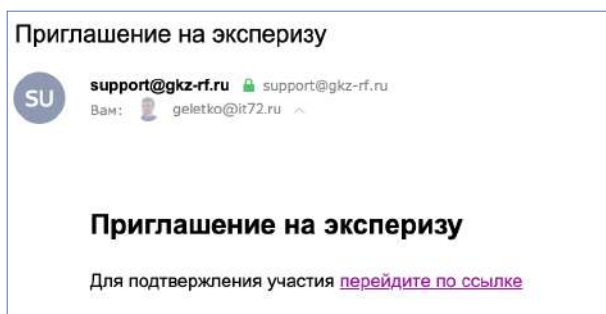 Приглашение на эксперизу
SU
support@gkz-rf.ru support@gkz-rf.ru
Вам: geletko@it72.ru
Приглашение на эксперизу
Для подтвержления участия перейдите по ссылке